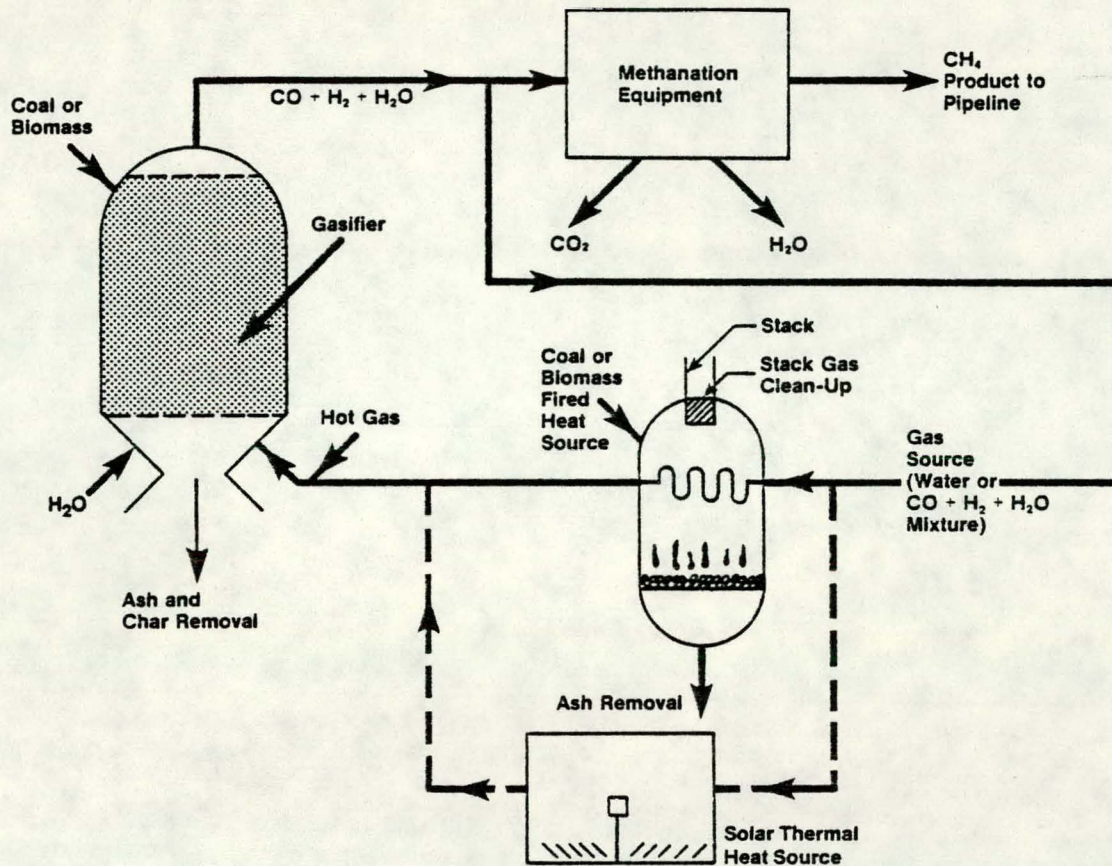 CO + H₂ + H₂O
Methanation
Equipment
CH₄
Product to
Pipeline
Coal or
Biomass
Gasifier
CO₂
H₂O
Stack
Stack Gas
Clean-Up
Coal or
Biomass
Fired
Heat
Source
Hot Gas
Gas
Source
(Water or
CO + H₂ + H₂O
Mixture)
H₂O
Ash and
Char Removal
Ash Removal
Solar Thermal
Heat Source